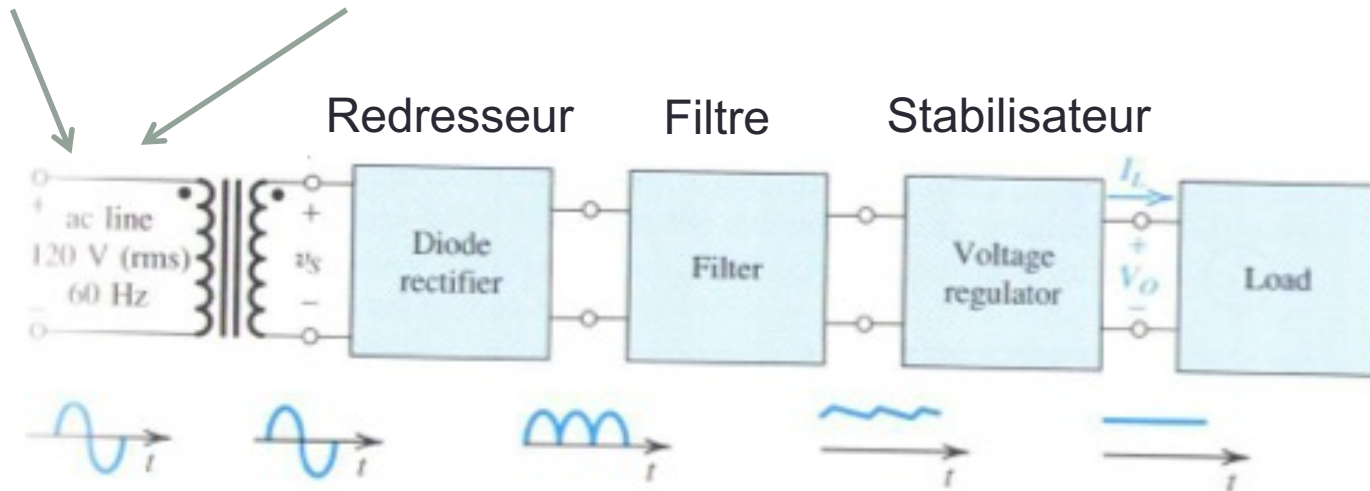 Redresseur Filtre Stabilisateur
ac line
120 V (rms)
60 Hz
+
−
+
vS
−
Diode
rectifier
Filter
Voltage
regulator
IL
+
VO
−
Load
t t t t t